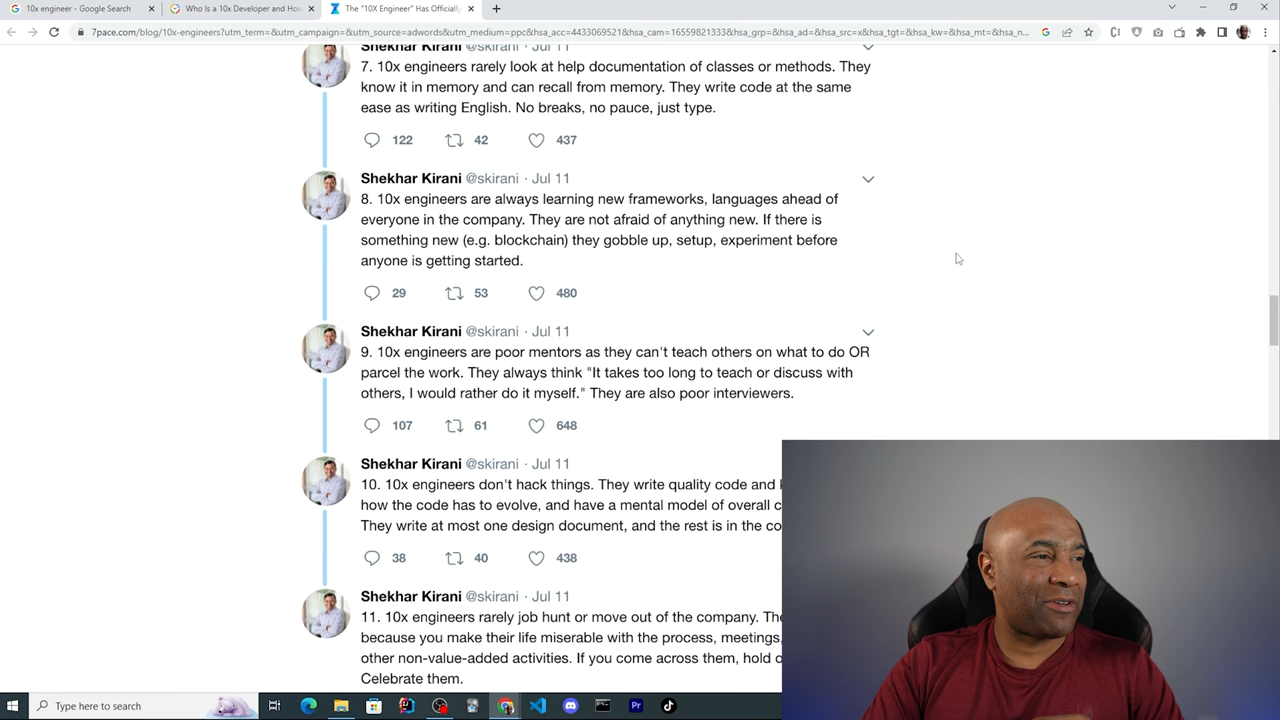 10x engineer - Google Search
Who Is a 10x Developer and How
The "10X Engineer" Has Officially
7pace.com/blog/10x-engineers?utm_term=&utm_campaign=&utm_source=adwords&utm_medium=ppc&hsa_acc=4433069521&hsa_cam=16559821333&hsa_grp=&hsa_ad=&hsa_src=x&hsa_tgt=&hsa_kw=&hsa_mt=&hsa_n...
Shekhar Kirani @skirani · Jul 11
7. 10x engineers rarely look at help documentation of classes or methods. They
know it in memory and can recall from memory. They write code at the same
ease as writing English. No breaks, no pauce, just type.
122 42 437
Shekhar Kirani @skirani · Jul 11
8. 10x engineers are always learning new frameworks, languages ahead of
everyone in the company. They are not afraid of anything new. If there is
something new (e.g. blockchain) they gobble up, setup, experiment before
anyone is getting started.
29 53 480
Shekhar Kirani @skirani · Jul 11
9. 10x engineers are poor mentors as they can't teach others on what to do OR
parcel the work. They always think "It takes too long to teach or discuss with
others, I would rather do it myself." They are also poor interviewers.
107 61 648
Shekhar Kirani @skirani · Jul 11
10. 10x engineers don't hack things. They write quality code and
how the code has to evolve, and have a mental model of overall
They write at most one design document, and the rest is in the
38 40 438
Shekhar Kirani @skirani · Jul 11
11. 10x engineers rarely job hunt or move out of the company.
because you make their life miserable with the process, meetings,
other non-value-added activities. If you come across them, hold
Celebrate them.
Type here to search
Pr